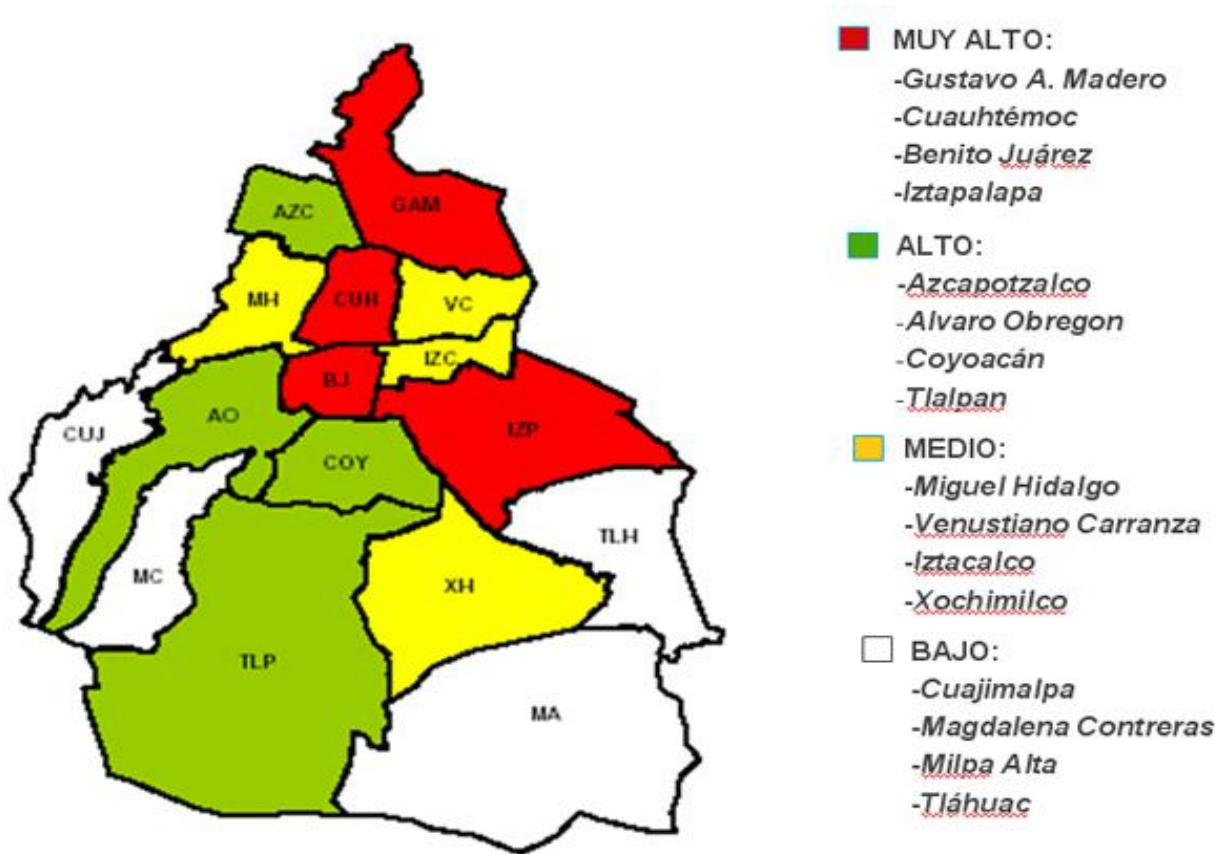 GAM
AZC
MH
CUH
VC
IZC
BJ
AO
CUJ
IZP
COY
TLH
MC
XH
TLP
MA
MUY ALTO:
-Gustavo A. Madero
-Cuauhtémoc
-Benito Juárez
-Iztapalapa
ALTO:
-Azcapotzalco
-Alvaro Obregon
-Coyoacán
-Tlalpan
MEDIO:
-Miguel Hidalgo
-Venustiano Carranza
-Iztacalco
-Xochimilco
BAJO:
-Cuajimalpa
-Magdalena Contreras
-Milpa Alta
-Tláhuac